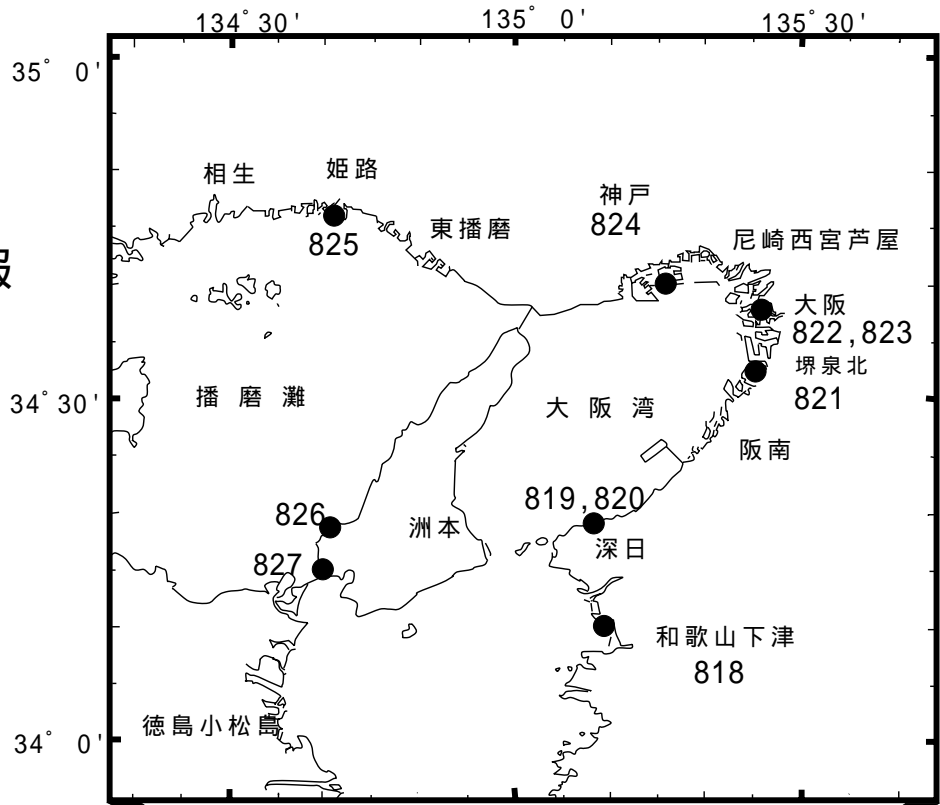 134° 30'
135° 0'
135° 30'
35° 0'
相生
姫路
神戸
824
825
東播磨
尼崎西宮芦屋
報
大阪
822,823
堺泉北
821
34° 30'
播磨灘
大阪湾
阪南
819,820
826
洲本
深日
827
和歌山下津
818
徳島小松島
34° 0'